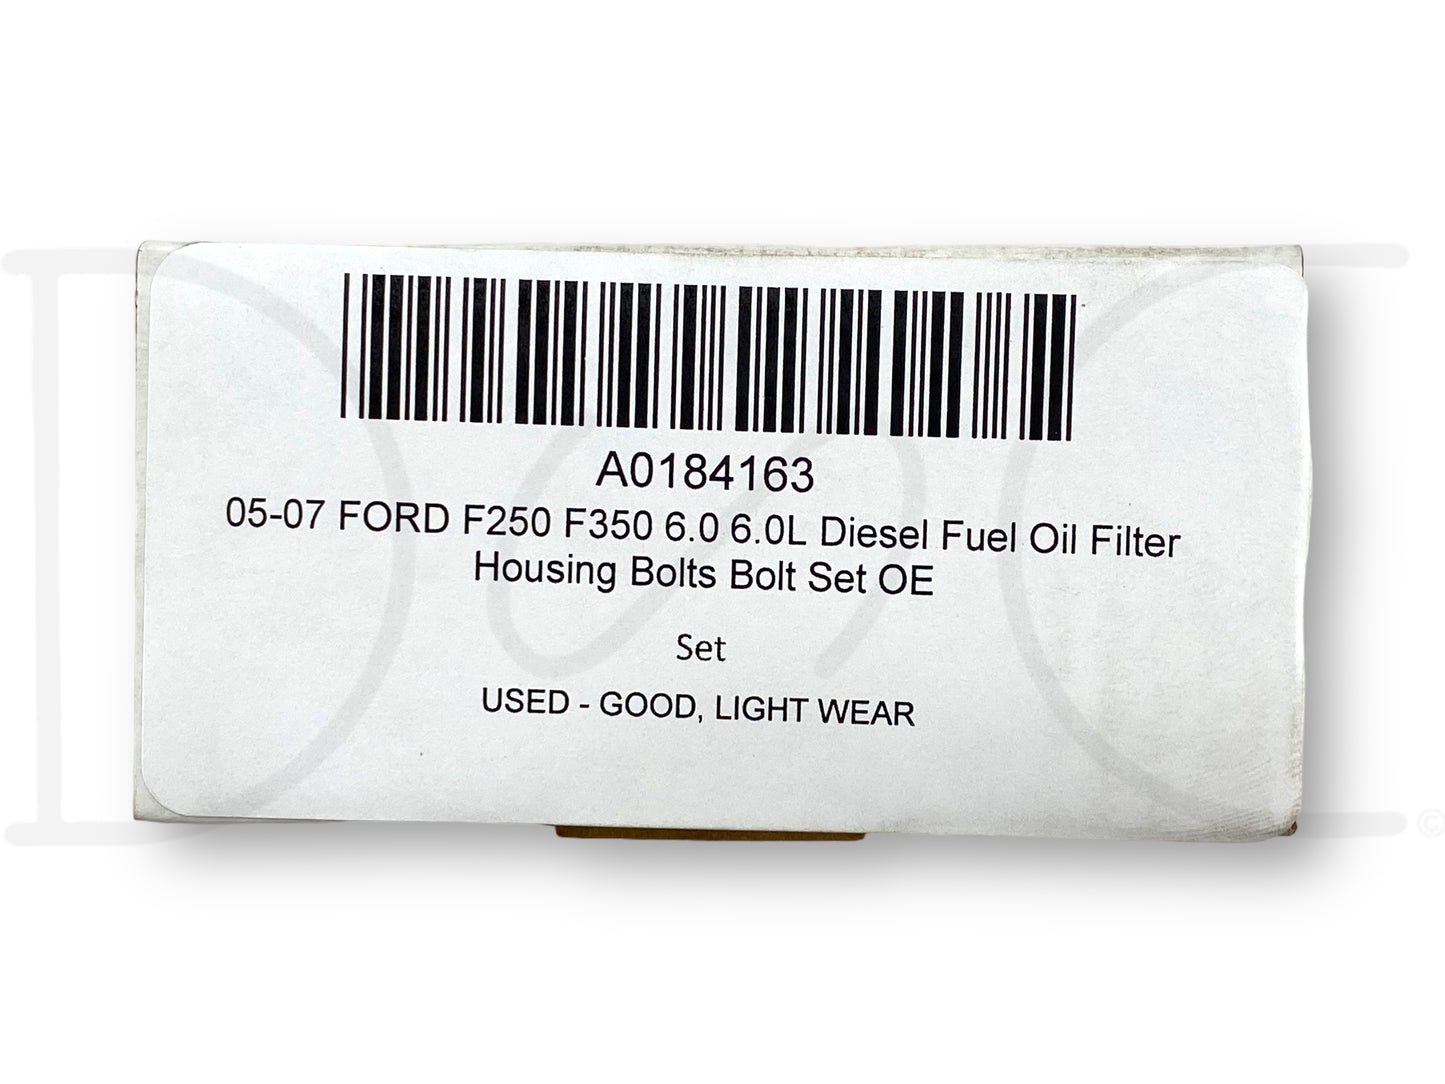 A0184163
05-07 FORD F250 F350 6.0 6.0L Diesel Fuel Oil Filter
Housing Bolts Bolt Set OE
Set
USED - GOOD, LIGHT WEAR
©